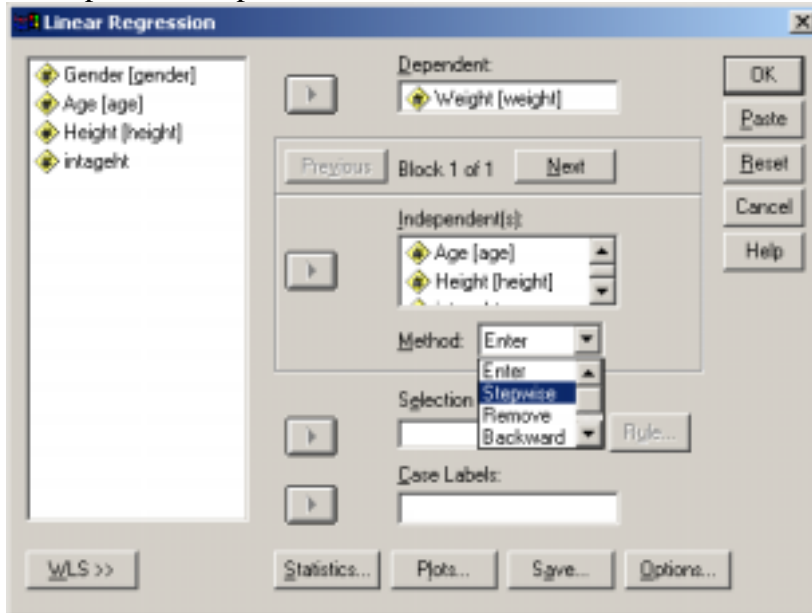 Linear Regression
Gender [gender]
Age [age]
Height [height]
intageht
Dependent:
Weight [weight]
Previous
Block 1 of 1
Next
Independent(s):
Age [age]
Height [height]
Method:
Enter
Enter
Stepwise
Remove
Backward
Selection
Rule...
Case Labels:
OK
Paste
Reset
Cancel
Help
WLS >>
Statistics...
Plots...
Save...
Options...